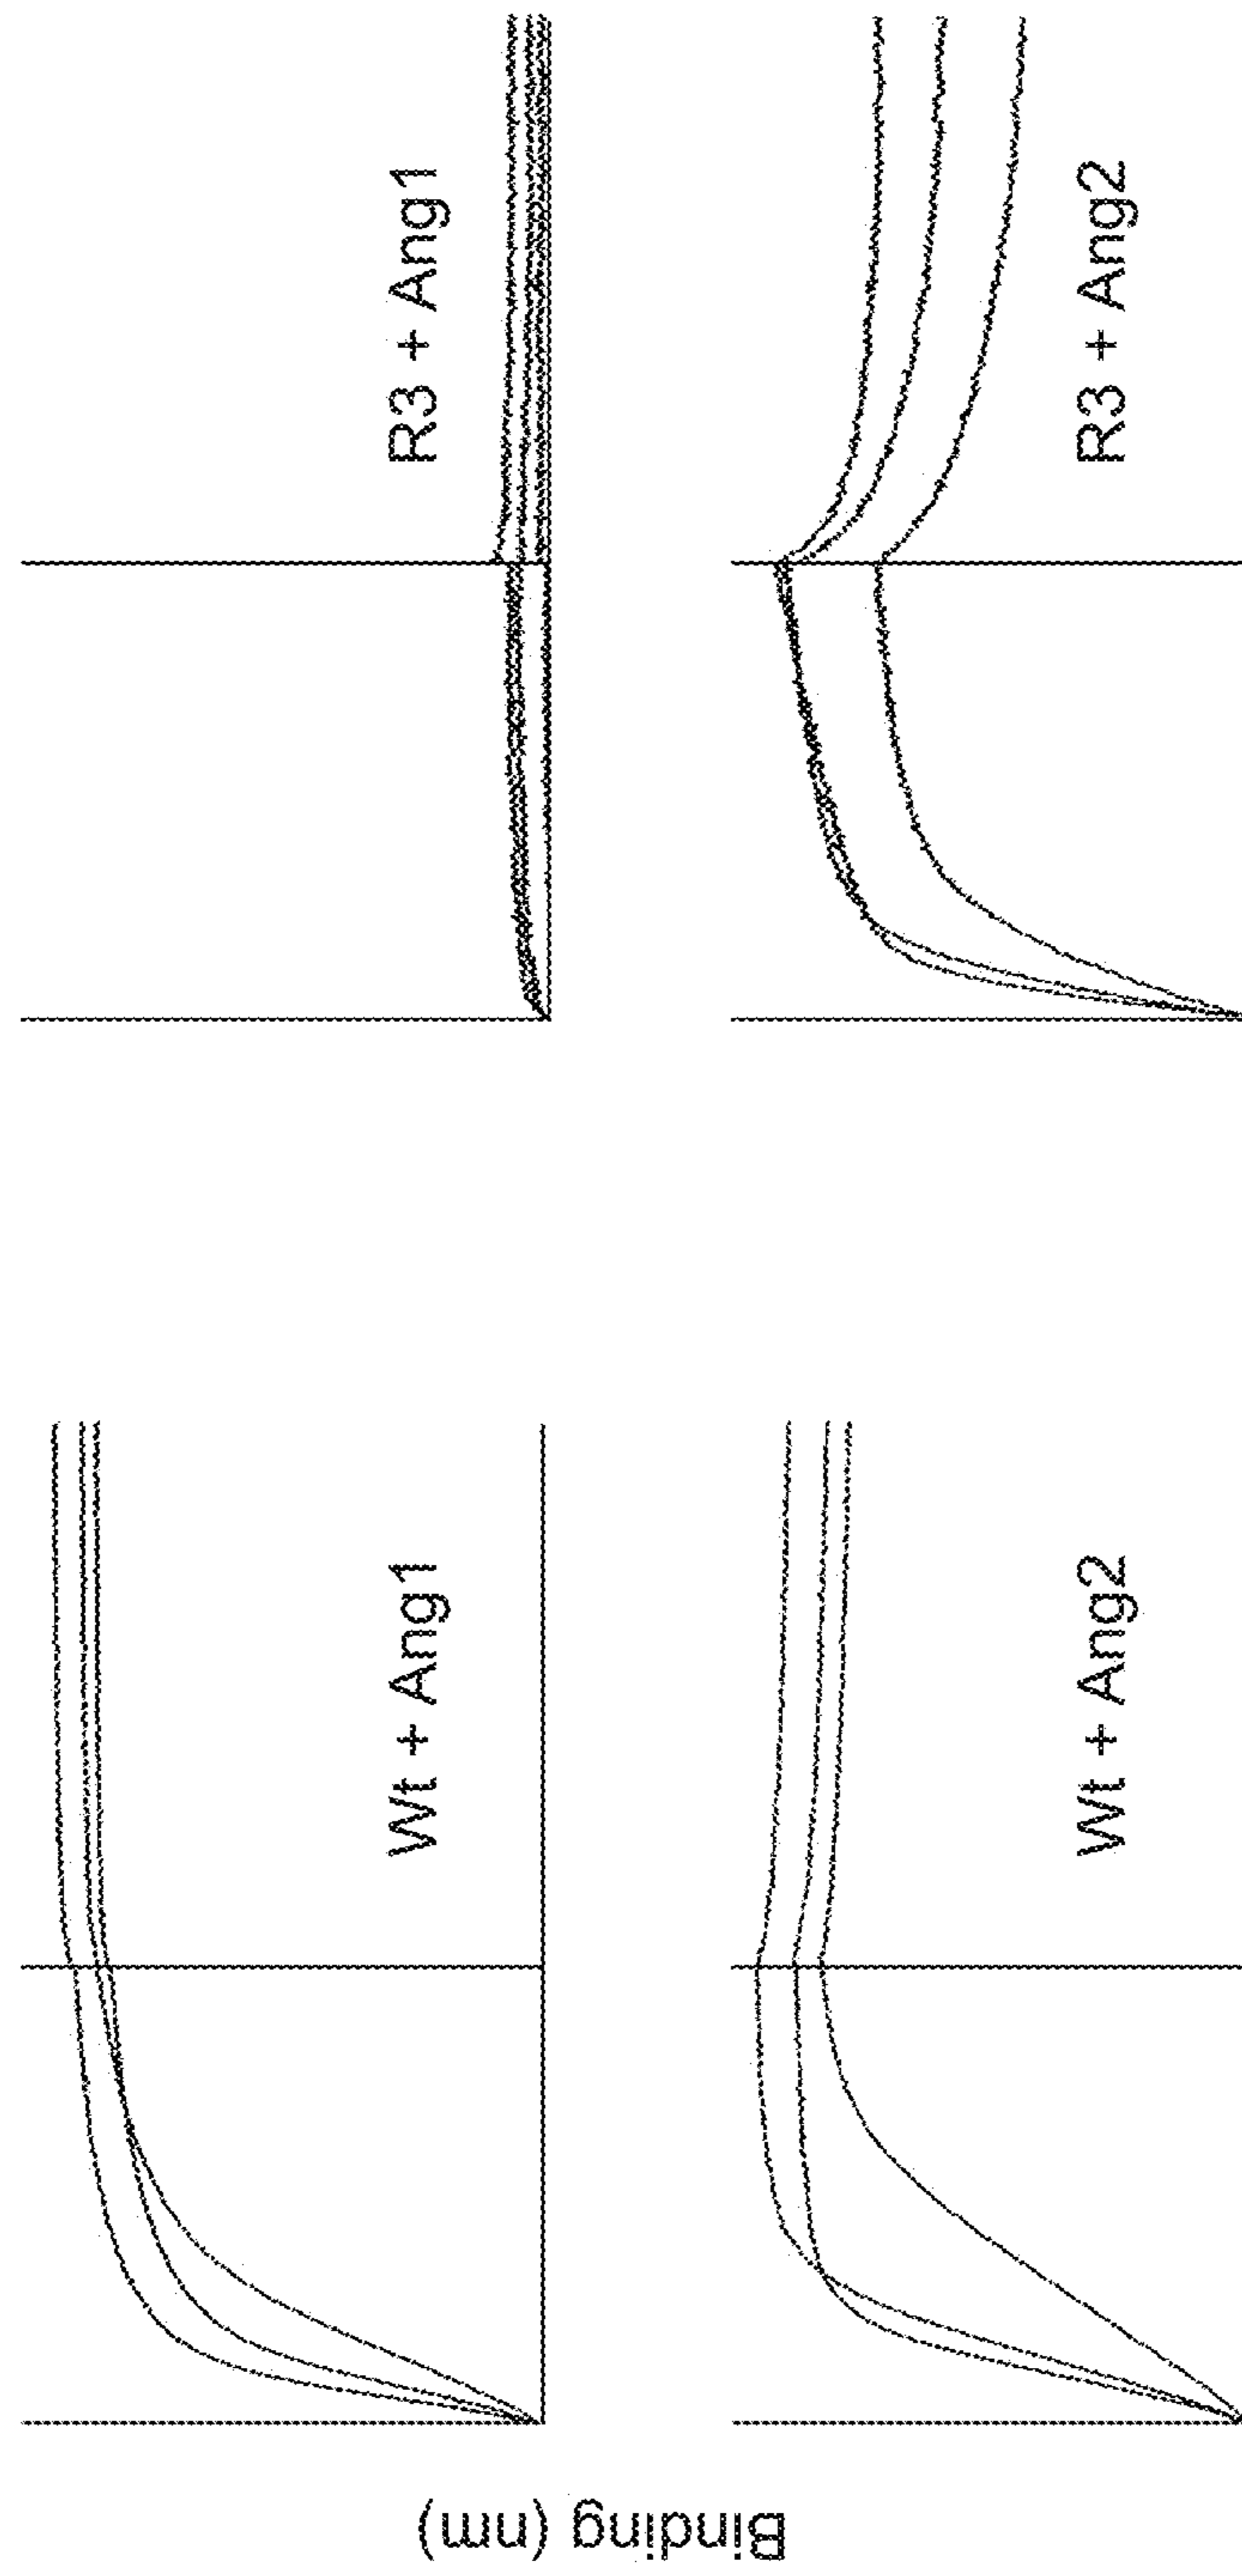 Binding (nm)
Wt + Ang1
R3 + Ang1
Wt + Ang2
R3 + Ang2